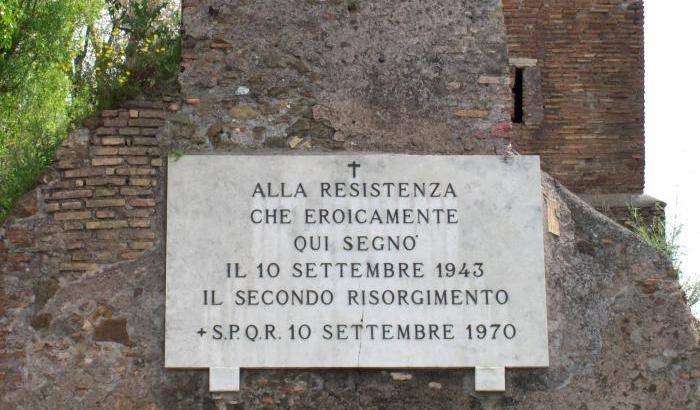 ALLA RESISTENZA
CHE EROICAMENTE
QUI SEGNO'
IL 10 SETTEMBRE 1943
IL SECONDO RISORGIMENTO
+ S.P.Q.R. 10 SETTEMBRE 1970